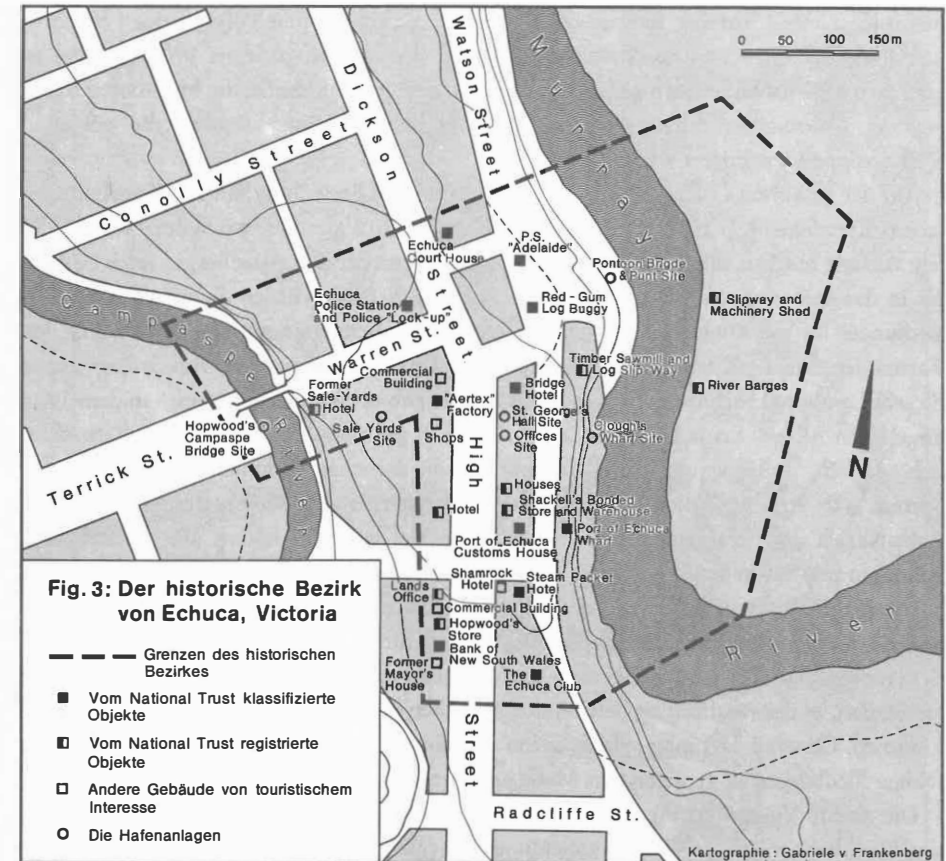 0 50 100 150 m
Murray
River
Watson Street
Dickson
Street
Conolly Street
Echuca
Court House
P.S.
"Adelaide"
Pontoon Brigde
& Punt Site
Echuca
Police Station
and Police "Lock-up"
Red-Gum
Log Buggy
Slipway and
Machinery Shed
Campaspe
River
Warren St.
Timber Sawmill and
Log Slip Way
Commercial
Building
Former
Sale-Yards
Hotel
"Aertex"
Factory
Bridge
Hotel
River Barges
Sale Yards
Site
Shops
St. George's
Hall Site
Offices
Site
Clough's
Wharf Site
Hopwood's
Campaspe
Bridge Site
N
Terrick St.
High
Street
Houses
Shackell's Bonded
Store and Warehouse
Hotel
Port of Echuca
Wharf
Port of Echuca
Customs House
Shamrock
Hotel
Steam Packet
Hotel
Lands
Office
Commercial Building
Hopwood's
Store
Bank of
New South Wales
Former
Mayor's
House
The
Echuca Club
Radcliffe St.
Fig. 3: Der historische Bezirk
von Echuca, Victoria
Grenzen des historischen
Bezirkes
Vom National Trust klassifizierte
Objekte
Vom National Trust registrierte
Objekte
Andere Gebäude von touristischem
Interesse
Die Hafenanlagen
Kartographie: Gabriele v. Frankenberg